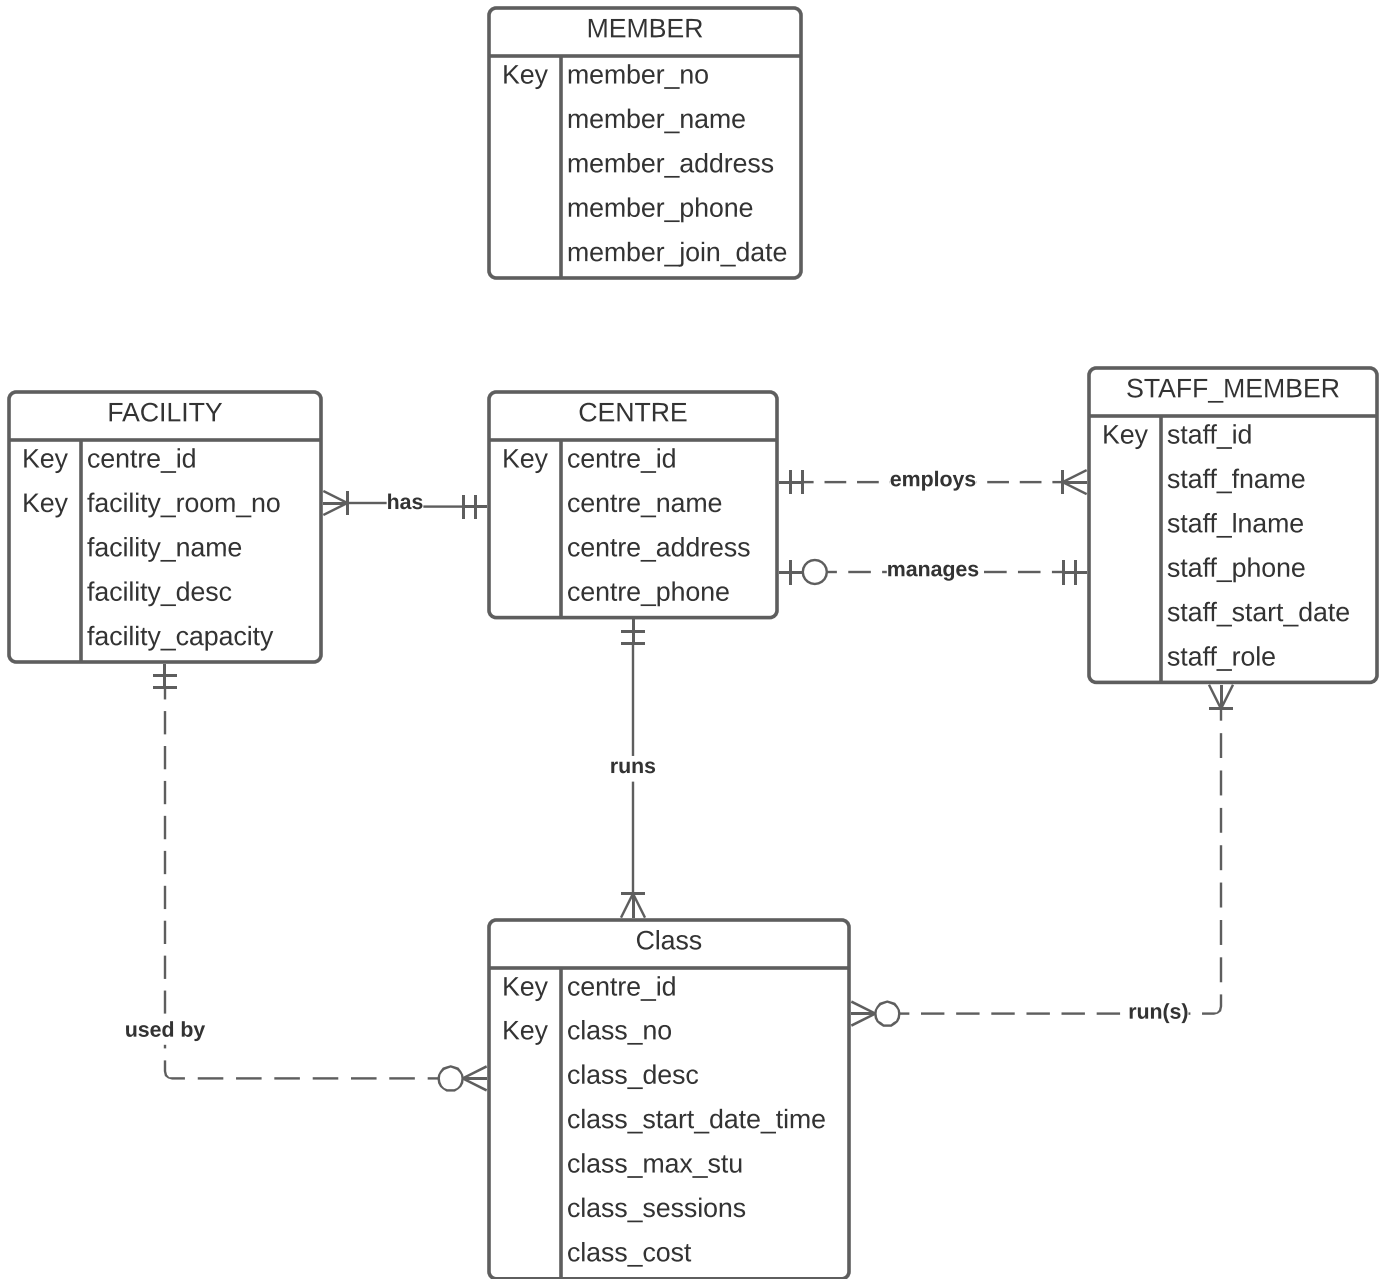 MEMBER
Key member_no
member_name
member_address
member_phone
member_join_date
FACILITY
Key centre_id
Key facility_room_no
facility_name
facility_desc
facility_capacity
has
CENTRE
Key centre_id
centre_name
centre_address
centre_phone
employs
manages
STAFF_MEMBER
Key staff_id
staff_fname
staff_lname
staff_phone
staff_start_date
staff_role
runs
used by
run(s)
Class
Key centre_id
Key class_no
class_desc
class_start_date_time
class_max_stu
class_sessions
class_cost